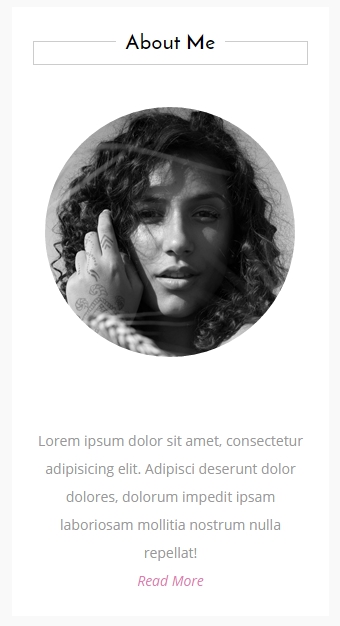 About Me
Lorem ipsum dolor sit amet, consectetur
adipisicing elit. Adipisci deserunt dolor
dolores, dolorum impedit ipsam
laboriosam mollitia nostrum nulla
repellat!
Read More